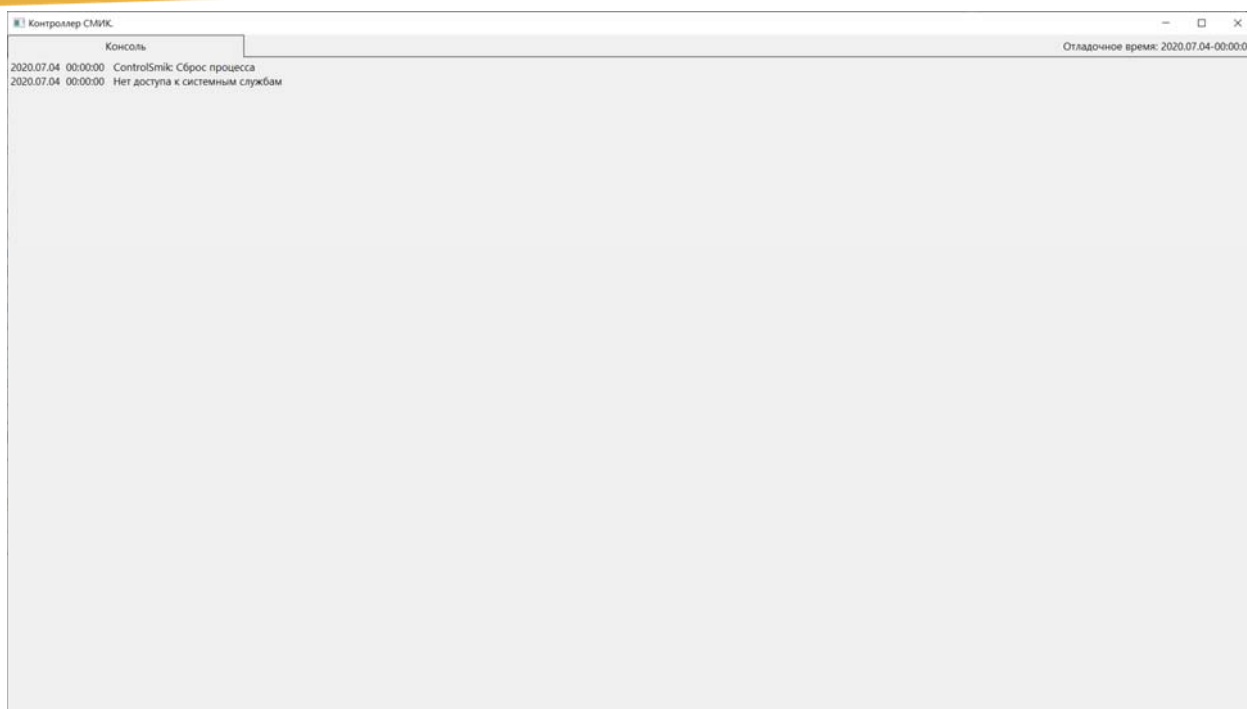 Контроллер СМИК.
Консоль
Отладочное время: 2020.07.04-00:00:0
2020.07.04 00:00:00 ControlSmik: Сброс процесса
2020.07.04 00:00:00 Нет доступа к системным службам